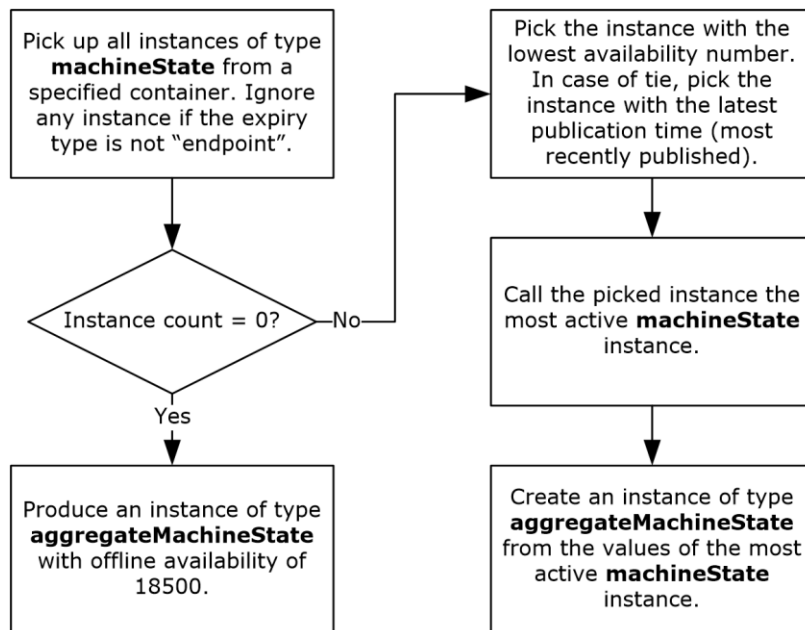 Pick up all instances of type
machineState from a
specified container. Ignore
any instance if the expiry
type is not “endpoint”.
Instance count = 0?
No
Yes
Produce an instance of type
aggregateMachineState
with offline availability of
18500.
Pick the instance with the
lowest availability number.
In case of tie, pick the
instance with the latest
publication time (most
recently published).
Call the picked instance the
most active machineState
instance.
Create an instance of type
aggregateMachineState
from the values of the most
active machineState
instance.